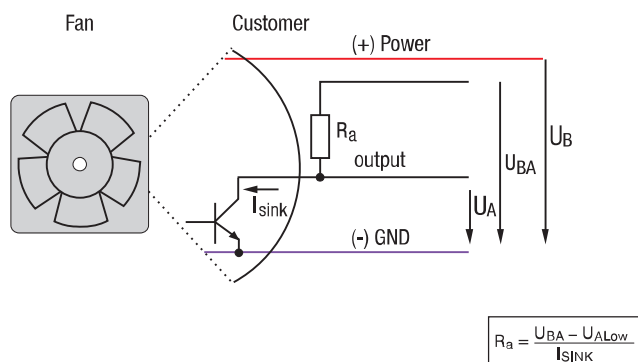 Fan
Customer
(+) Power
Ra
output
Isink
UA
UBA
UB
(-) GND
Ra = UBA – UALow
ISINK